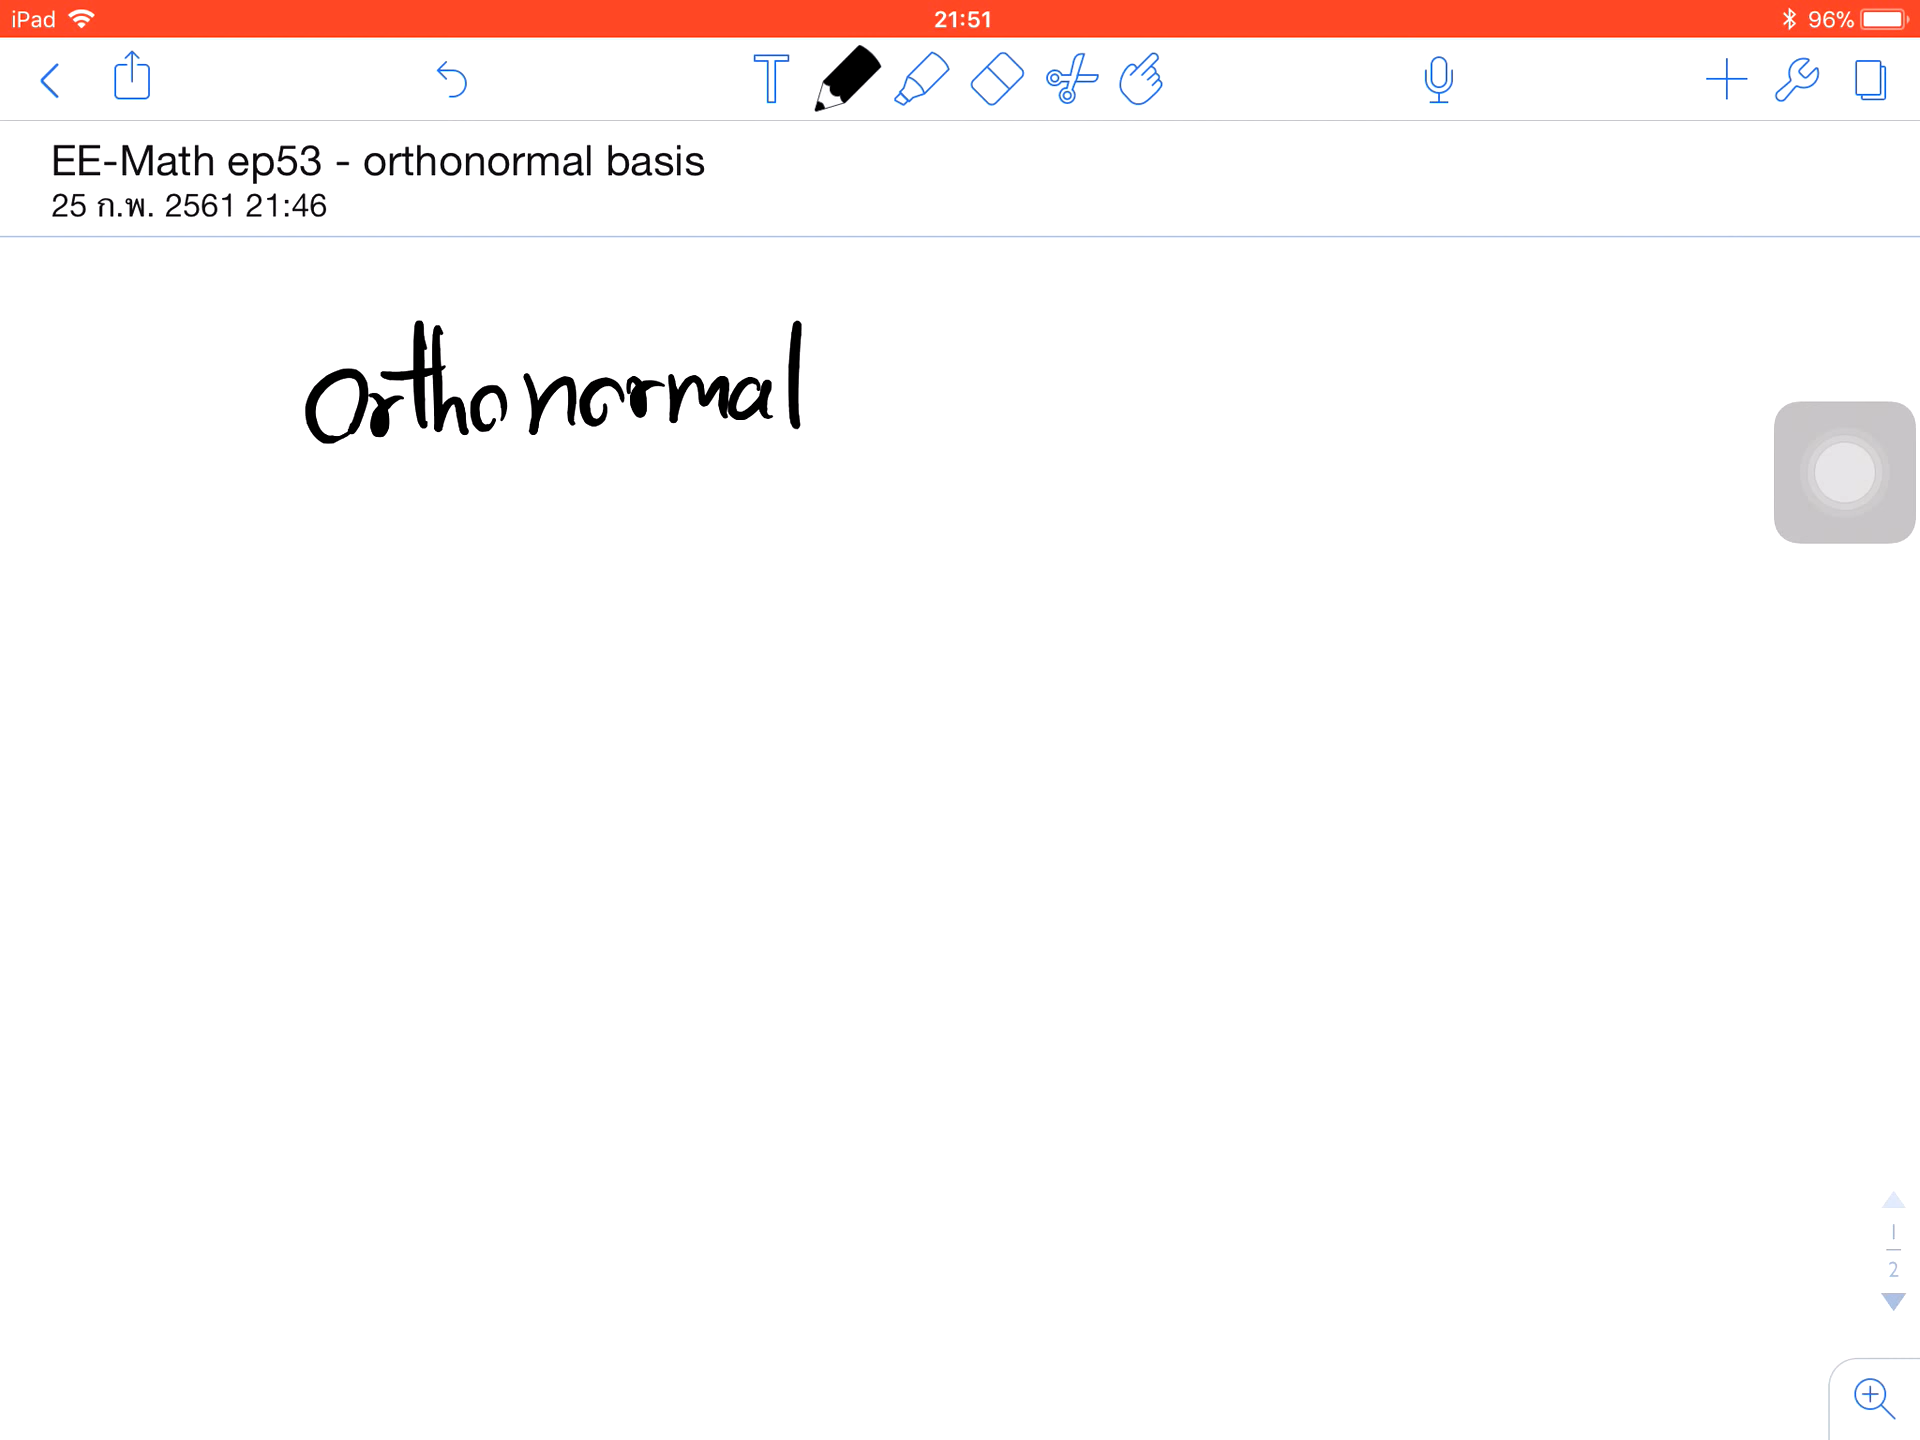 iPad 21:51 96%
T
EE-Math ep53 - orthonormal basis
25 ก.พ. 2561 21:46
Orthonormal
1
2